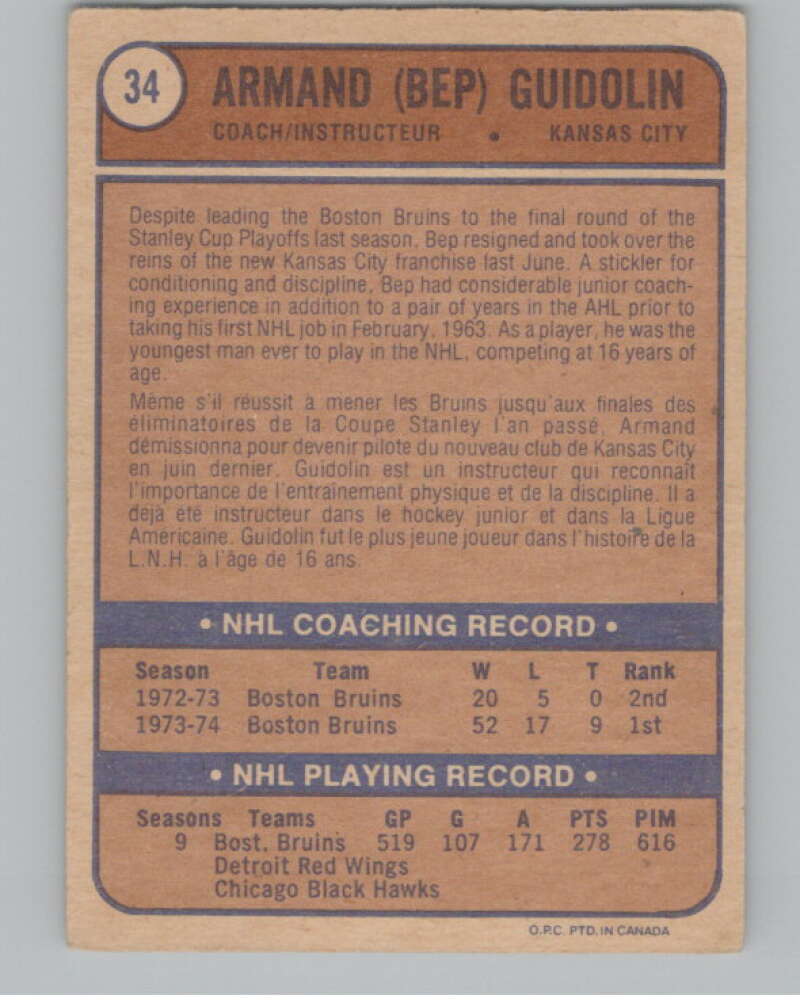 34 ARMAND (BEP) GUIDOLIN
COACH/INSTRUCTEUR • KANSAS CITY
Despite leading the Boston Bruins to the final round of the
Stanley Cup Playoffs last season, Bep resigned and took over the
reins of the new Kansas City franchise last June. A stickler for
conditioning and discipline, Bep had considerable junior coach-
ing experience in addition to a pair of years in the AHL prior to
taking his first NHL job in February, 1963. As a player, he was the
youngest man ever to play in the NHL, competing at 16 years of
age.
Même s'il réussit à mener les Bruins jusqu'aux finales des
éliminatoires de la Coupe Stanley l'an passé, Armand
démissionna pour devenir pilote du nouveau club de Kansas City
en juin dernier. Guidolin est un instructeur qui reconnaît
l'importance de l'entraînement physique et de la discipline. Il a
déjà été instructeur dans le hockey junior et dans la Ligue
Américaine. Guidolin fut le plus jeune joueur dans l'histoire de la
L.N.H. à l'âge de 16 ans.
• NHL COACHING RECORD •
Season Team W L T Rank
1972-73 Boston Bruins 20 5 0 2nd
1973-74 Boston Bruins 52 17 9 1st
• NHL PLAYING RECORD •
Seasons Teams GP G A PTS PIM
9 Bost. Bruins 519 107 171 278 616
Detroit Red Wings
Chicago Black Hawks
O.P.C. PTD. IN CANADA